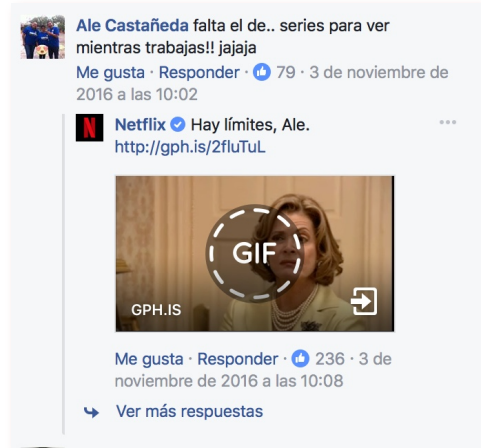 Ale Castañeda falta el de.. series para ver
mientras trabajas!! jajaja
Me gusta · Responder · 79 · 3 de noviembre de
2016 a las 10:02
N Netflix Hay límites, Ale.
http://gph.is/2fluTuL
GIF
GPH.IS
Me gusta · Responder · 236 · 3 de
noviembre de 2016 a las 10:08
Ver más respuestas